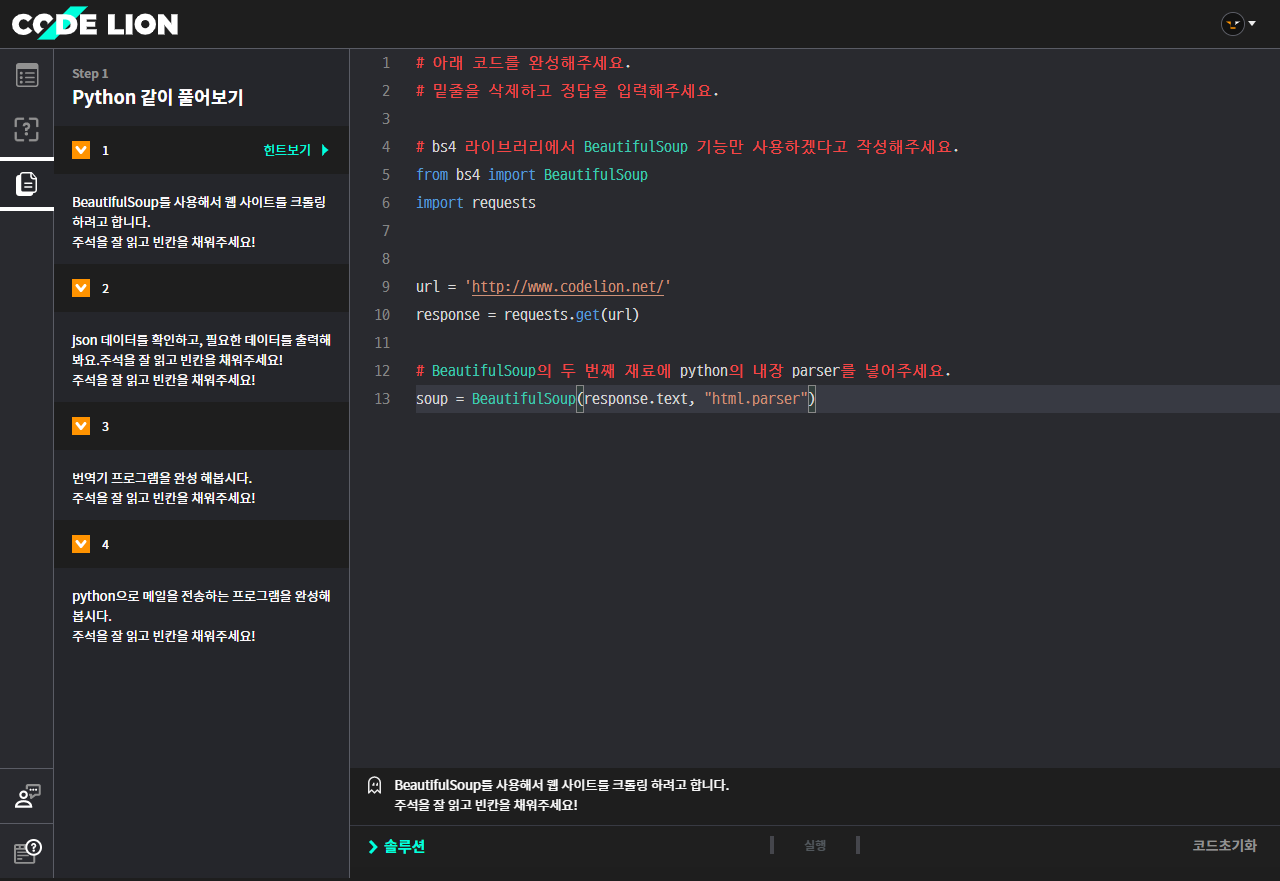 CODE LION
Step 1
Python 같이 풀어보기
1 힌트보기
BeautifulSoup를 사용해서 웹 사이트를 크롤링
하려고 합니다.
주석을 잘 읽고 빈칸을 채워주세요!
2
json 데이터를 확인하고, 필요한 데이터를 출력해
봐요.주석을 잘 읽고 빈칸을 채워주세요!
주석을 잘 읽고 빈칸을 채워주세요!
3
번역기 프로그램을 완성 해봅시다.
주석을 잘 읽고 빈칸을 채워주세요!
4
python으로 메일을 전송하는 프로그램을 완성해
봅시다.
주석을 잘 읽고 빈칸을 채워주세요!
1 # 아래 코드를 완성해주세요.
2 # 밑줄을 삭제하고 정답을 입력해주세요.
3
4 # bs4 라이브러리에서 BeautifulSoup 기능만 사용하겠다고 작성해주세요.
5 from bs4 import BeautifulSoup
6 import requests
7
8
9 url = 'http://www.codelion.net/'
10 response = requests.get(url)
11
12 # BeautifulSoup의 두 번째 재료에 python의 내장 parser를 넣어주세요.
13 soup = BeautifulSoup(response.text, "html.parser")
BeautifulSoup를 사용해서 웹 사이트를 크롤링 하려고 합니다.
주석을 잘 읽고 빈칸을 채워주세요!
솔루션 실행 코드초기화